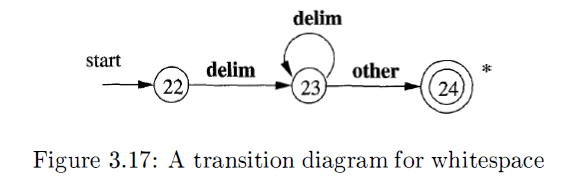 delim
start
delim
other
*
22
23
24
Figure 3.17: A transition diagram for whitespace